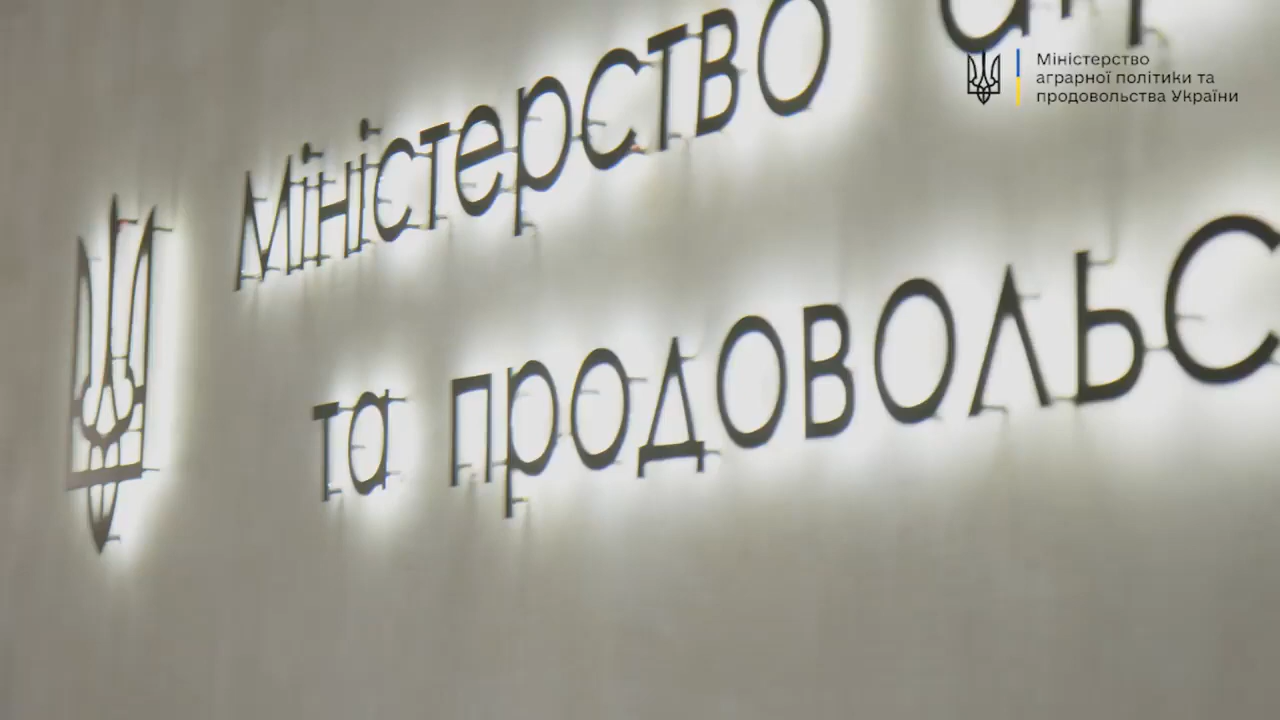 Міністерство
та продовольс
Міністерство
аграрної політики та
продовольства України